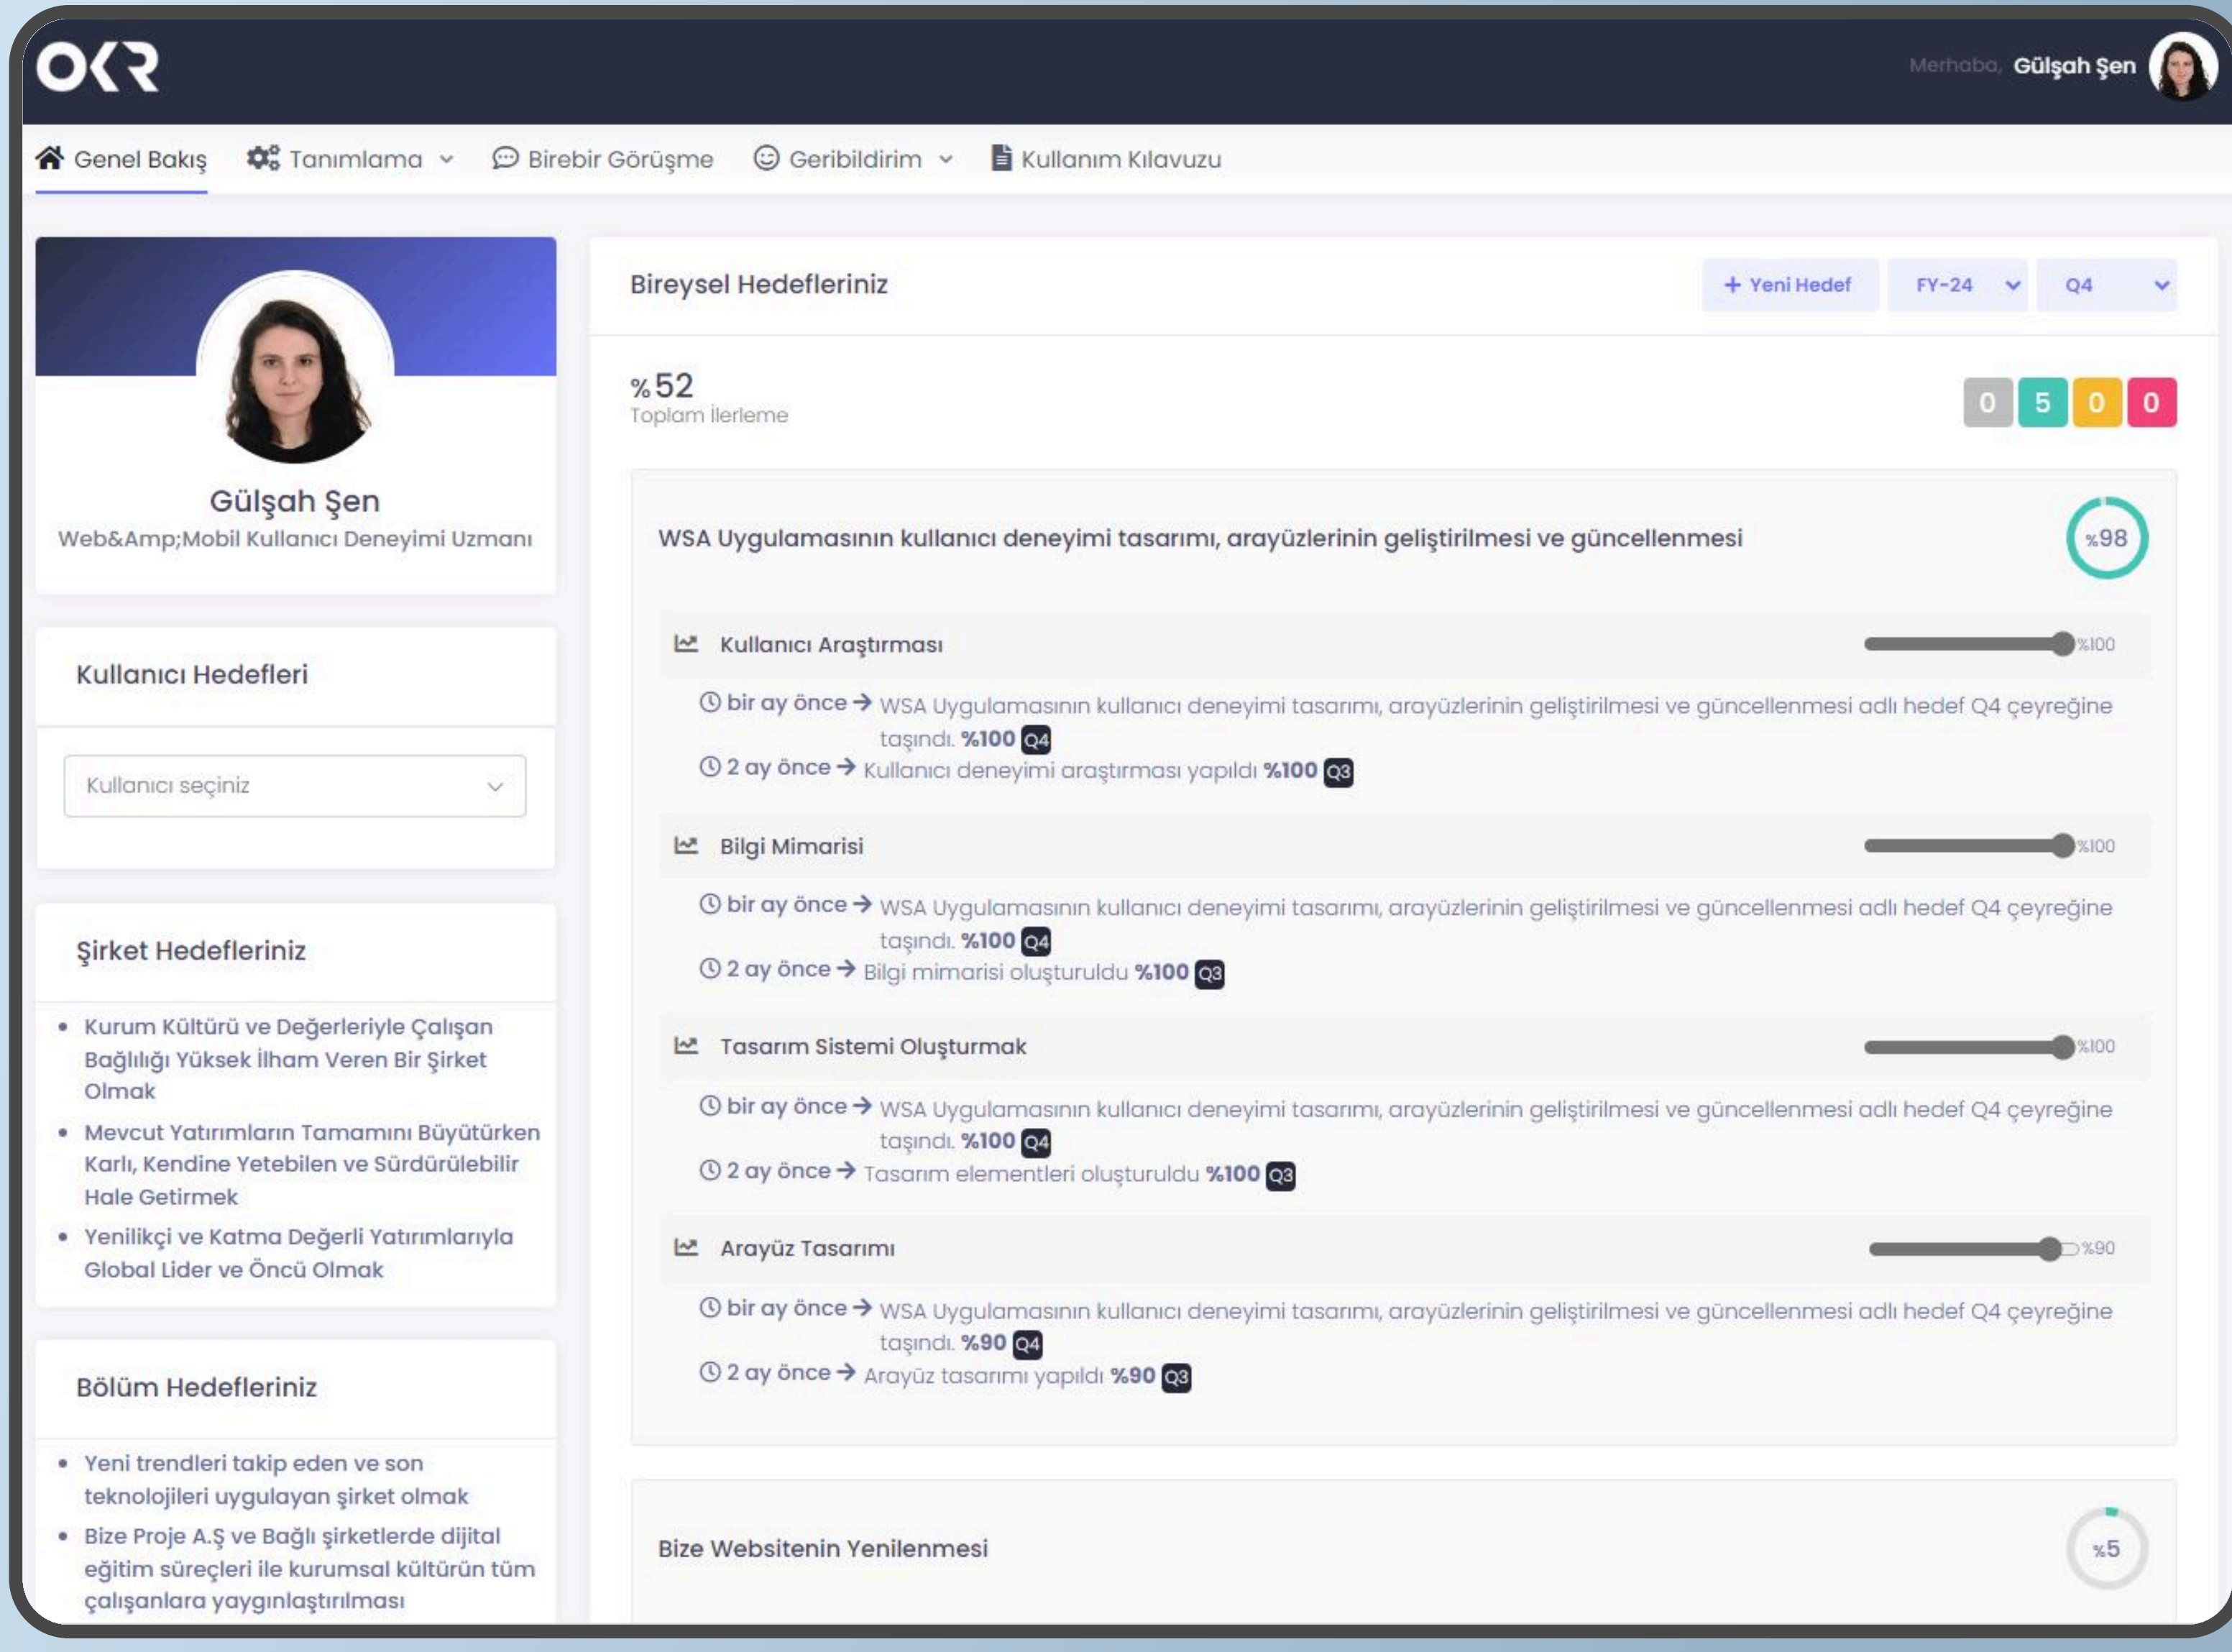 OKR
Merhaba, Gülşah Şen
Genel Bakış
Tanımlama
Birebir Görüşme
Geribildirim
Kullanım Kılavuzu
Gülşah Şen
Web&Amp;Mobil Kullanıcı Deneyimi Uzmanı
Kullanıcı Hedefleri
Kullanıcı seçiniz
Şirket Hedefleriniz
• Kurum Kültürü ve Değerleriyle Çalışan
Bağlılığı Yüksek İlham Veren Bir Şirket
Olmak
• Mevcut Yatırımların Tamamını Büyütürken
Karlı, Kendine Yetebilen ve Sürdürülebilir
Hale Getirmek
• Yenilikçi ve Katma Değerli Yatırımlarıyla
Global Lider ve Öncü Olmak
Bölüm Hedefleriniz
• Yeni trendleri takip eden ve son
teknolojileri uygulayan şirket olmak
• Bize Proje A.Ş ve Bağlı şirketlerde dijital
eğitim süreçleri ile kurumsal kültürün tüm
çalışanlara yaygınlaştırılması
Bireysel Hedefleriniz
+ Yeni Hedef
FY-24
Q4
%52
Toplam İlerleme
0 5 0 0
WSA Uygulamasının kullanıcı deneyimi tasarımı, arayüzlerinin geliştirilmesi ve güncellenmesi
%98
Kullanıcı Araştırması
%100
bir ay önce → WSA Uygulamasının kullanıcı deneyimi tasarımı, arayüzlerinin geliştirilmesi ve güncellenmesi adlı hedef Q4 çeyreğine
taşındı. %100 Q4
2 ay önce → Kullanıcı deneyimi araştırması yapıldı %100 Q3
Bilgi Mimarisi
%100
bir ay önce → WSA Uygulamasının kullanıcı deneyimi tasarımı, arayüzlerinin geliştirilmesi ve güncellenmesi adlı hedef Q4 çeyreğine
taşındı. %100 Q4
2 ay önce → Bilgi mimarisi oluşturuldu %100 Q3
Tasarım Sistemi Oluşturmak
%100
bir ay önce → WSA Uygulamasının kullanıcı deneyimi tasarımı, arayüzlerinin geliştirilmesi ve güncellenmesi adlı hedef Q4 çeyreğine
taşındı. %100 Q4
2 ay önce → Tasarım elementleri oluşturuldu %100 Q3
Arayüz Tasarımı
%90
bir ay önce → WSA Uygulamasının kullanıcı deneyimi tasarımı, arayüzlerinin geliştirilmesi ve güncellenmesi adlı hedef Q4 çeyreğine
taşındı. %90 Q4
2 ay önce → Arayüz tasarımı yapıldı %90 Q3
Bize Websitenin Yenilenmesi
%5